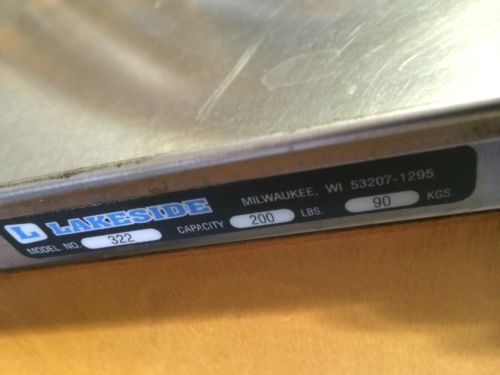 L LAKESIDE MILWAUKEE, WI 53207-1295
MODEL NO. 322 CAPACITY 200 LBS. 90 KGS.